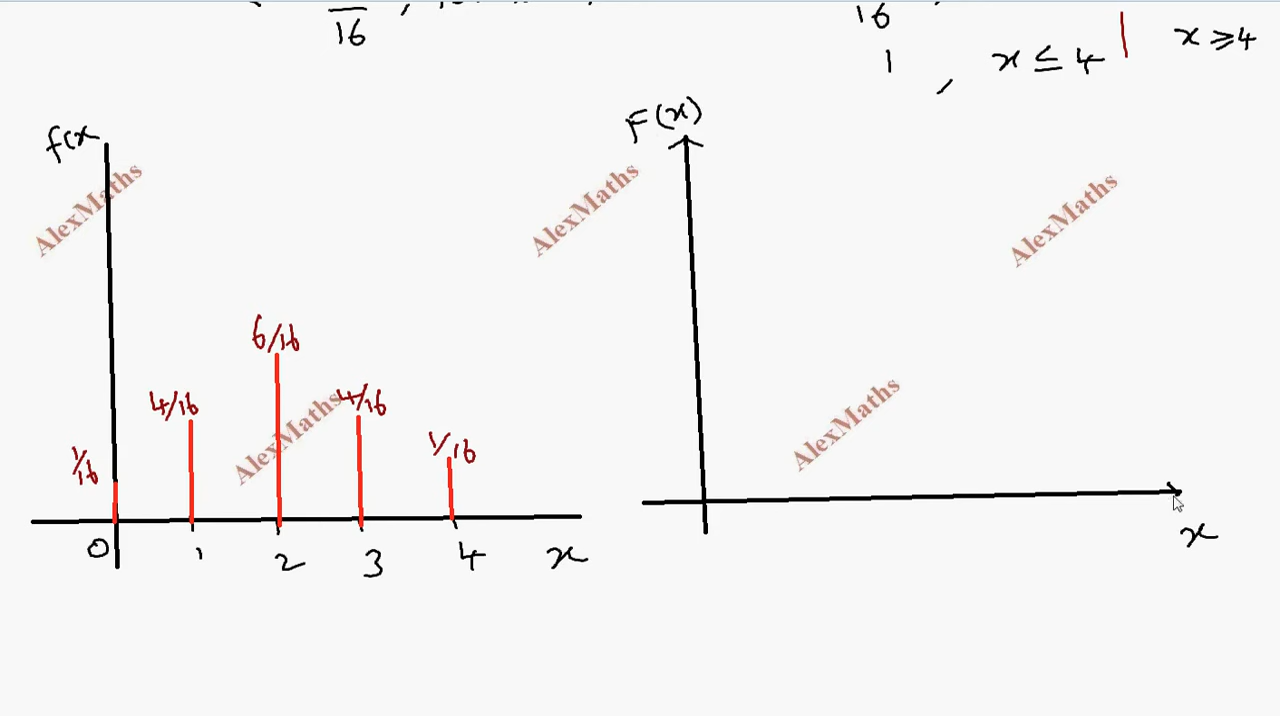 16
16
1 , x ≤ 4 | x ≥ 4
f(x
F(x)
AlexMaths
AlexMaths
AlexMaths
6/16
4/16
4/16
AlexMaths
AlexMaths
1/16
1/16
0 1 2 3 4 x
x